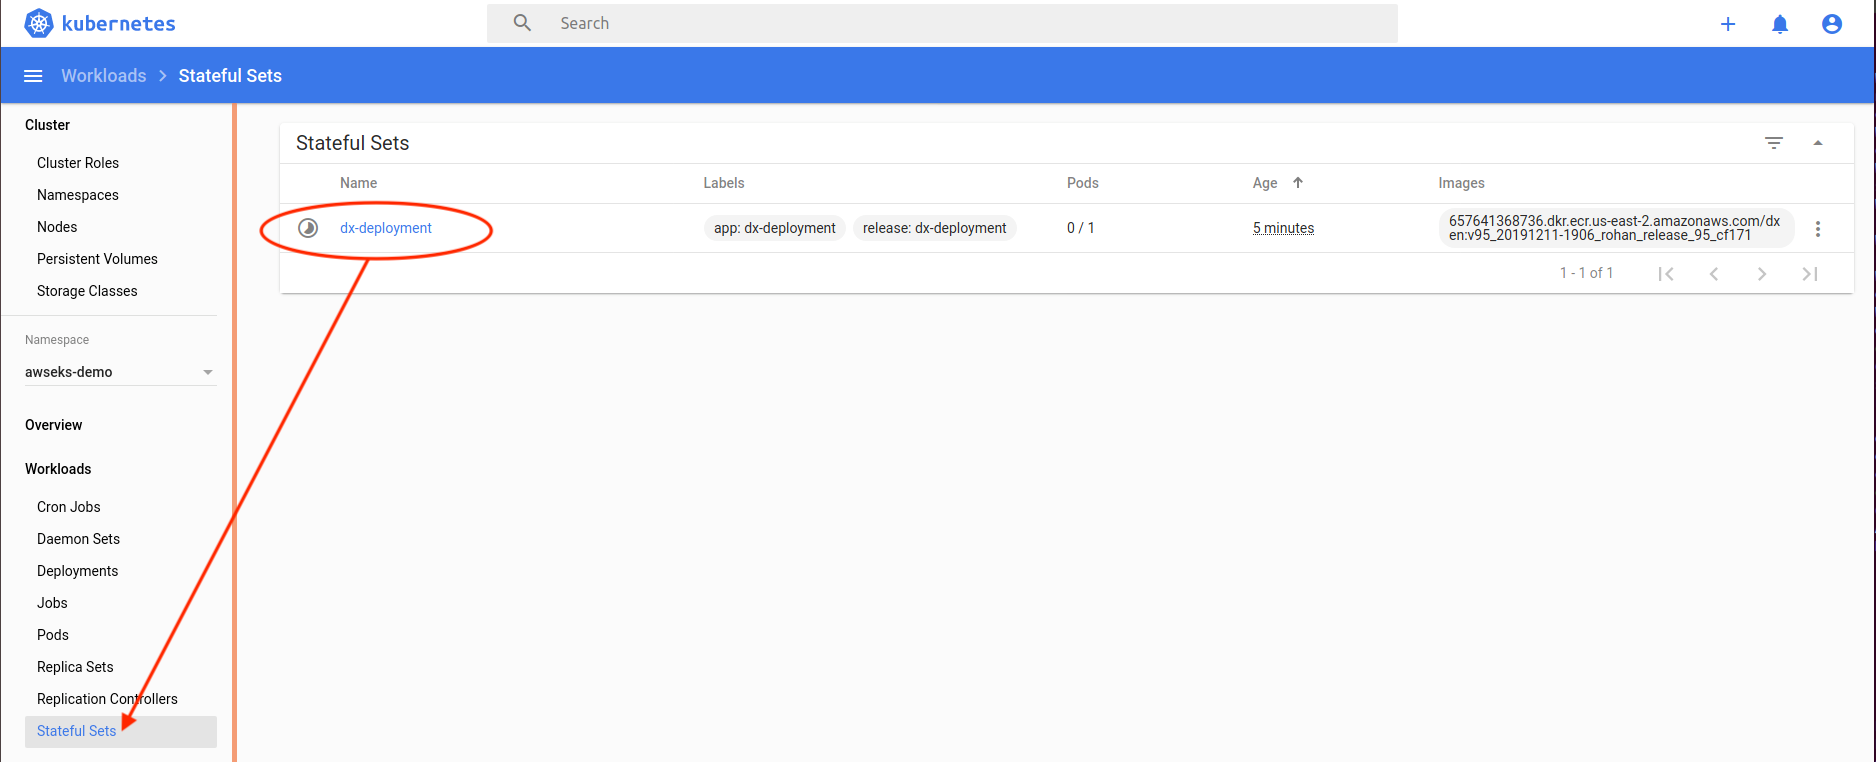 kubernetes
Search
Workloads > Stateful Sets
Cluster
Cluster Roles
Namespaces
Nodes
Persistent Volumes
Storage Classes
Namespace
awseks-demo
Overview
Workloads
Cron Jobs
Daemon Sets
Deployments
Jobs
Pods
Replica Sets
Replication Controllers
Stateful Sets
Stateful Sets
Name Labels Pods Age Images
dx-deployment app: dx-deployment release: dx-deployment 0 / 1 5 minutes 657641368736.dkr.ecr.us-east-2.amazonaws.com/dx
en:v95_20191211-1906_rohan_release_95_cf171
1 - 1 of 1